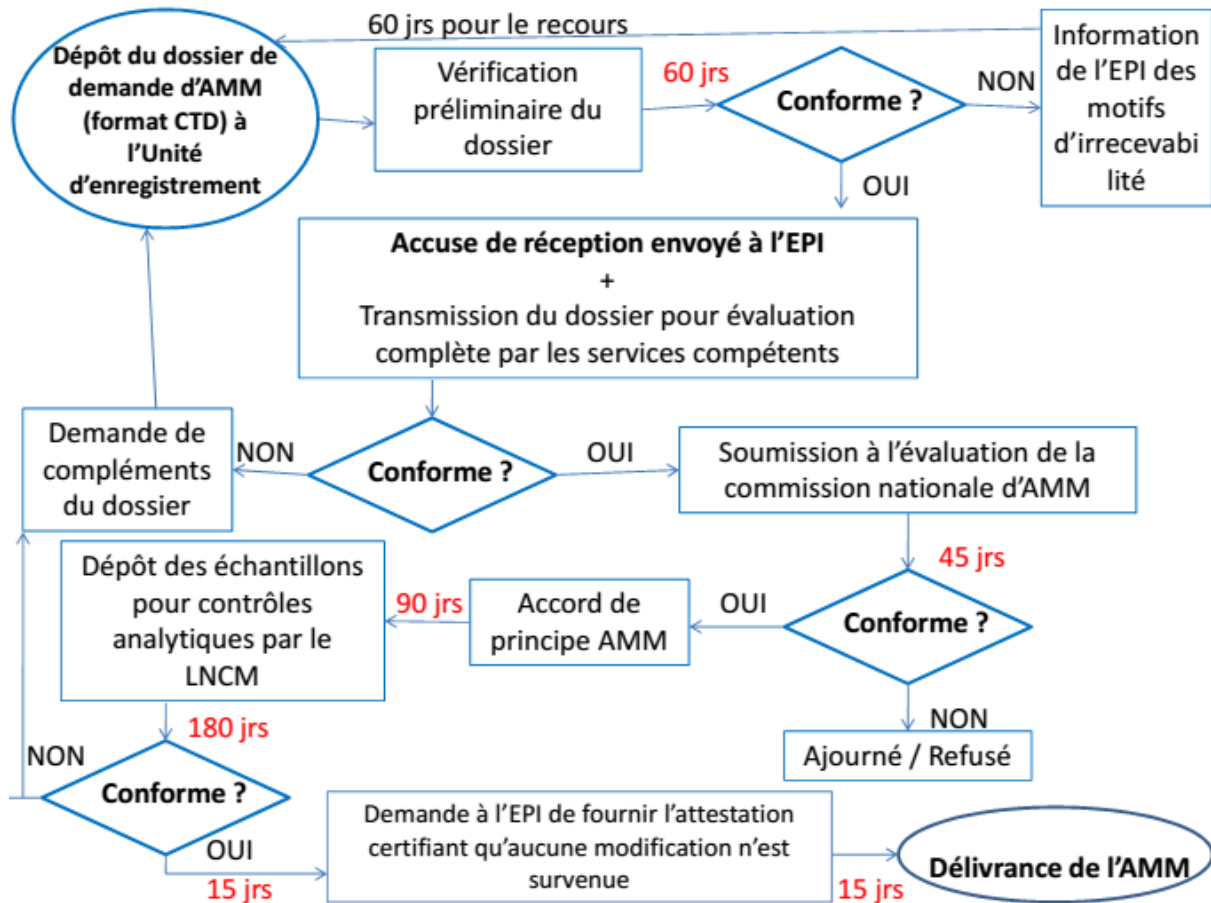 60 jrs pour le recours
Dépôt du dossier de
demande d'AMM
(format CTD) à
l'Unité
d'enregistrement
Vérification
préliminaire du
dossier
60 jrs
Conforme ?
NON
Information
de l'EPI des
motifs
d'irrecevabi
lité
OUI
Accuse de réception envoyé à l'EPI
+
Transmission du dossier pour évaluation
complète par les services compétents
Demande de
compléments
du dossier
NON
Conforme ?
OUI
Soumission à l'évaluation de la
commission nationale d'AMM
45 jrs
Dépôt des échantillons
pour contrôles
analytiques par le
LNCM
90 jrs
Accord de
principe AMM
OUI
Conforme ?
NON
Ajourné / Refusé
180 jrs
NON
Conforme ?
OUI
15 jrs
Demande à l'EPI de fournir l'attestation
certifiant qu'aucune modification n'est
survenue
15 jrs
Délivrance de l'AMM